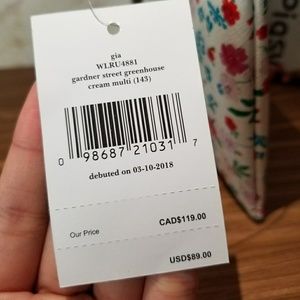 gia
WLRU4881
gardner street greenhouse
cream multi (143)
0 98687 21031 7
debuted on 03-10-2018
Our Price CAD$119.00
USD$89.00